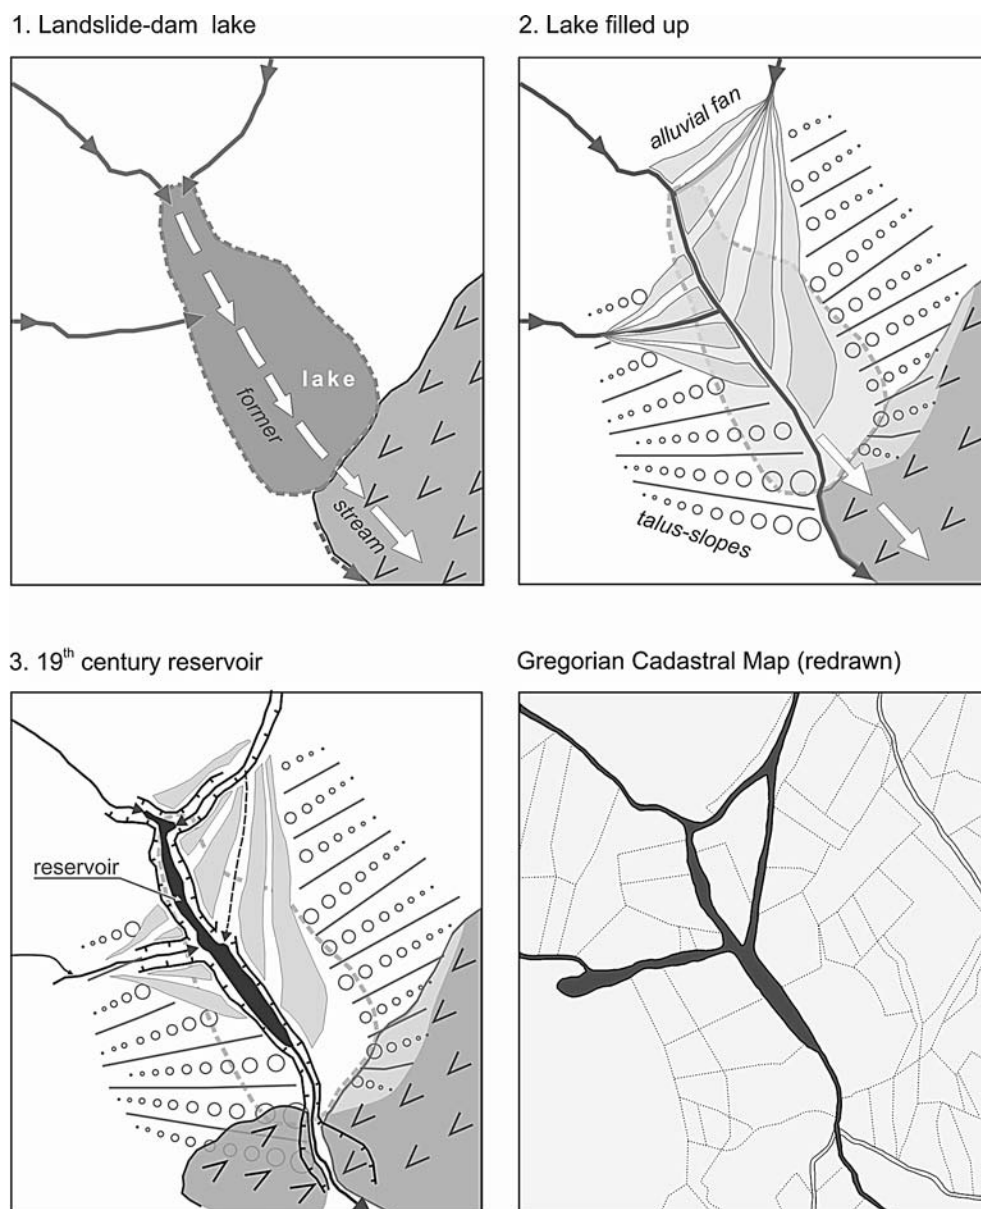 1. Landslide-dam lake
2. Lake filled up
alluvial fan
lake
former
stream
talus-slopes
3. 19th century reservoir
Gregorian Cadastral Map (redrawn)
reservoir